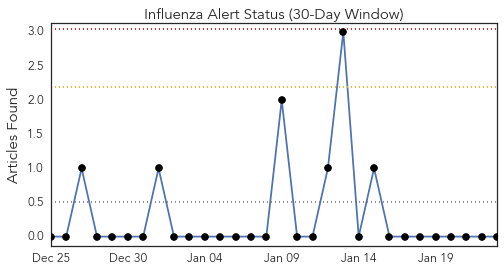 Influenza Alert Status (30-Day Window)
Articles Found
3.0
2.5
2.0
1.5
1.0
0.5
0.0
Dec 25 Dec 30 Jan 04 Jan 09 Jan 14 Jan 19